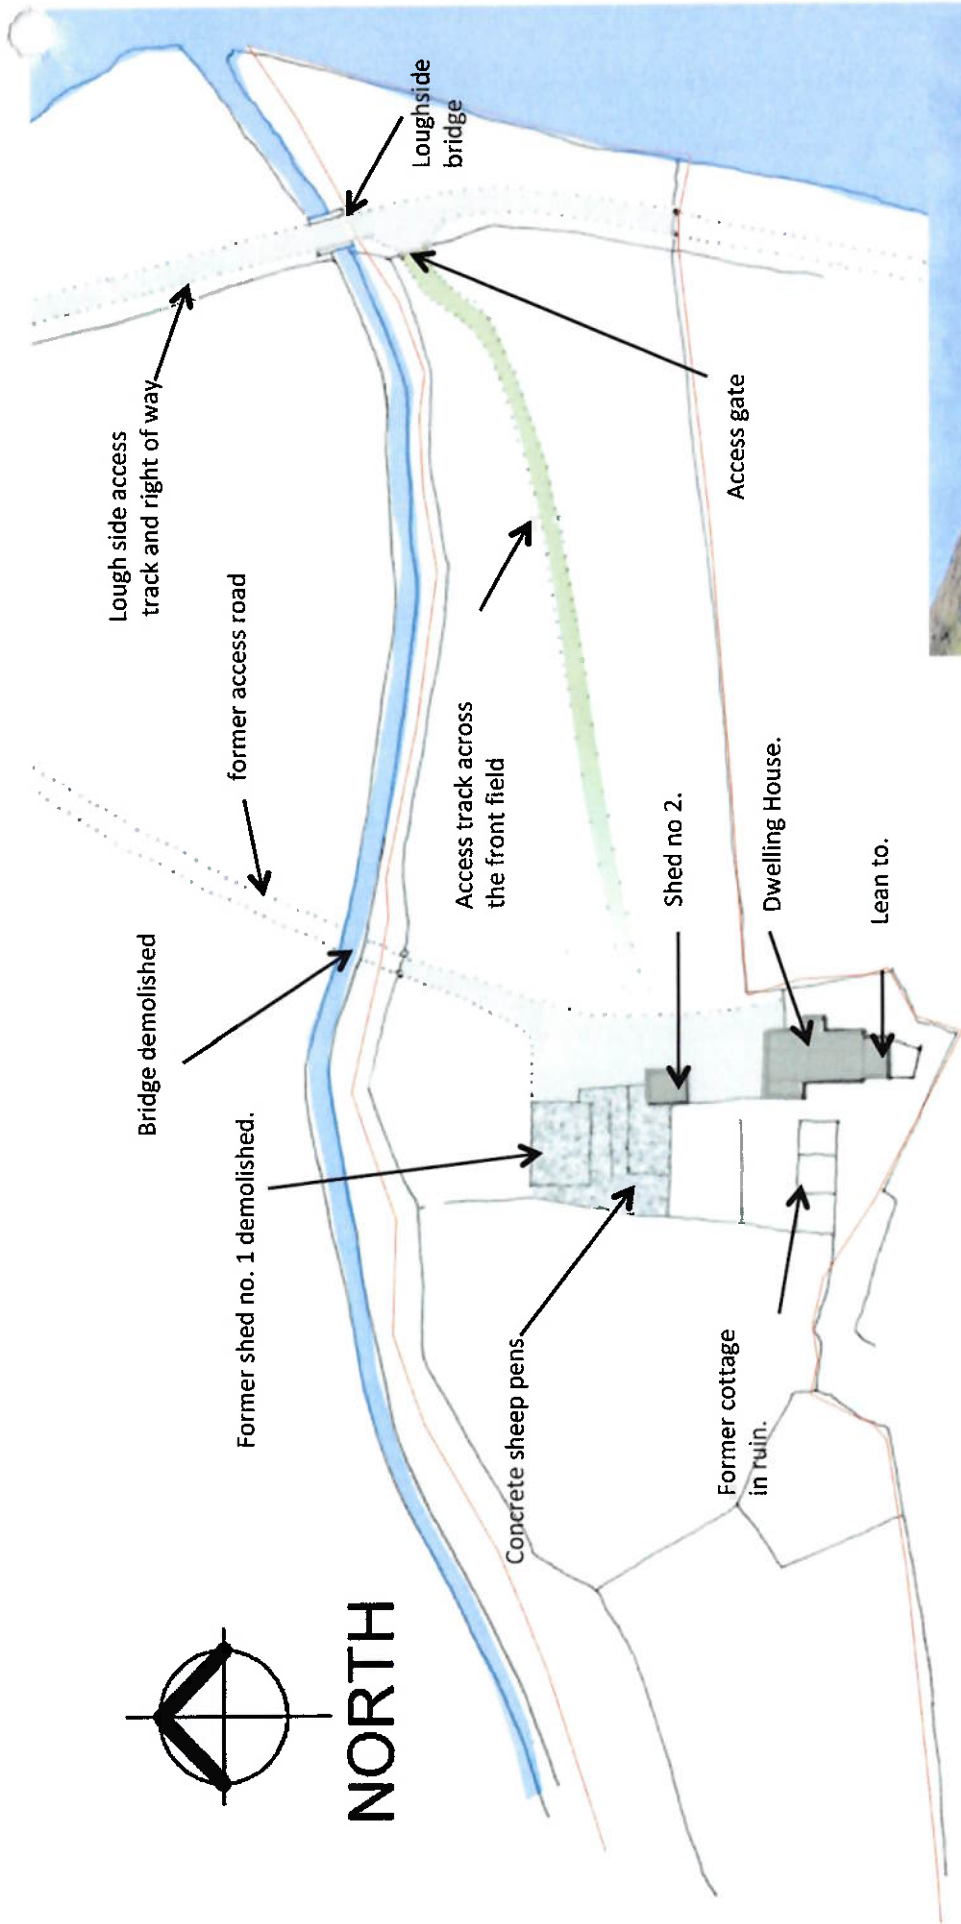 Lough side access
track and right of way
Loughside
bridge
former access road
Bridge demolished
Former shed no. 1 demolished.
NORTH
Access gate
Access track across
the front field
Shed no 2.
Dwelling House.
Lean to.
Concrete sheep pens
Former cottage
in ruin.